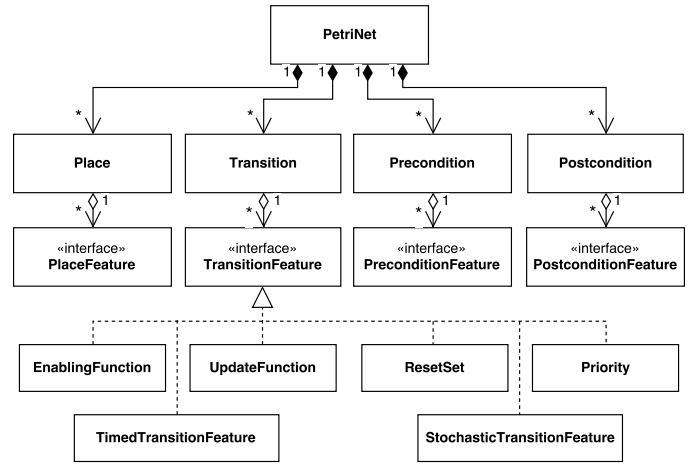 PetriNet
1 1 1 1
* * * *
Place Transition Precondition Postcondition
1 1 1 1
* * * *
«interface» «interface» «interface» «interface»
PlaceFeature TransitionFeature PreconditionFeature PostconditionFeature
EnablingFunction UpdateFunction ResetSet Priority
TimedTransitionFeature StochasticTransitionFeature